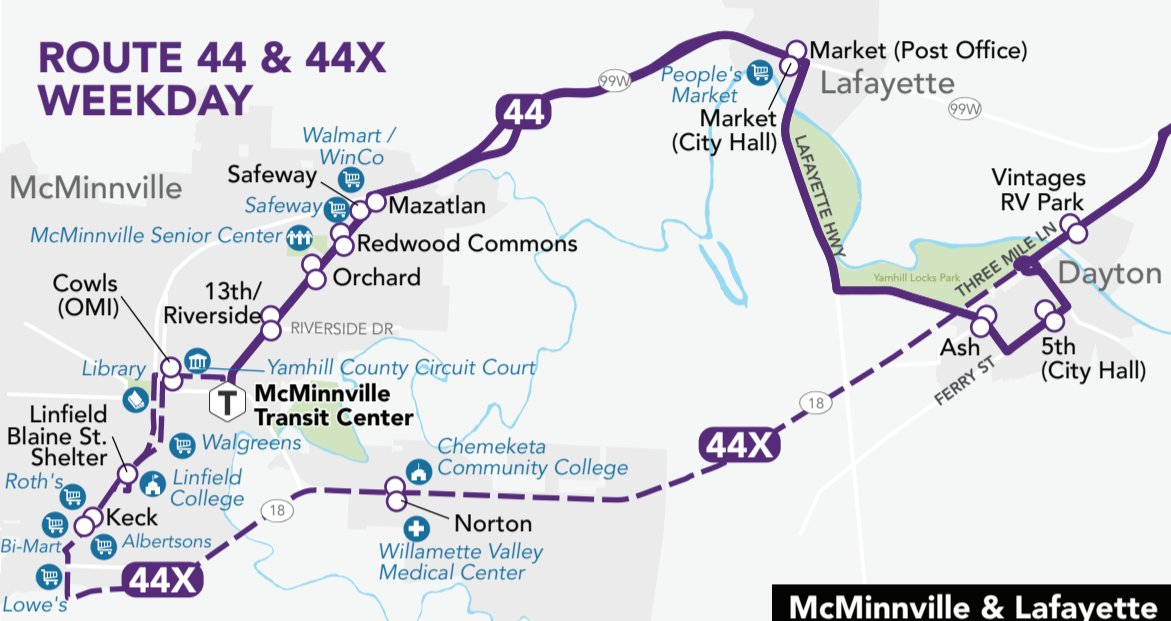 ROUTE 44 & 44X
WEEKDAY
Market (Post Office)
Lafayette
99W
People's
Market
99W
Market
(City Hall)
44
Walmart /
WinCo
Safeway
McMinnville
Safeway
Mazatlan
McMinnville Senior Center
Redwood Commons
Orchard
LAFAYETTE HWY
Vintages
RV Park
THREE MILE LN
Yamhill Locks Park
Dayton
Cowls
(OMI)
13th/
Riverside
RIVERSIDE DR
Ash
5th
(City Hall)
FERRY ST
Library
Yamhill County Circuit Court
T
McMinnville
Transit Center
18
Linfield
Blaine St.
Shelter
Walgreens
44X
Chemeketa
Community College
Roth's
Linfield
College
18
Keck
Norton
Bi-Mart
Albertsons
Willamette Valley
Medical Center
44X
Lowe's
McMinnville & Lafayette